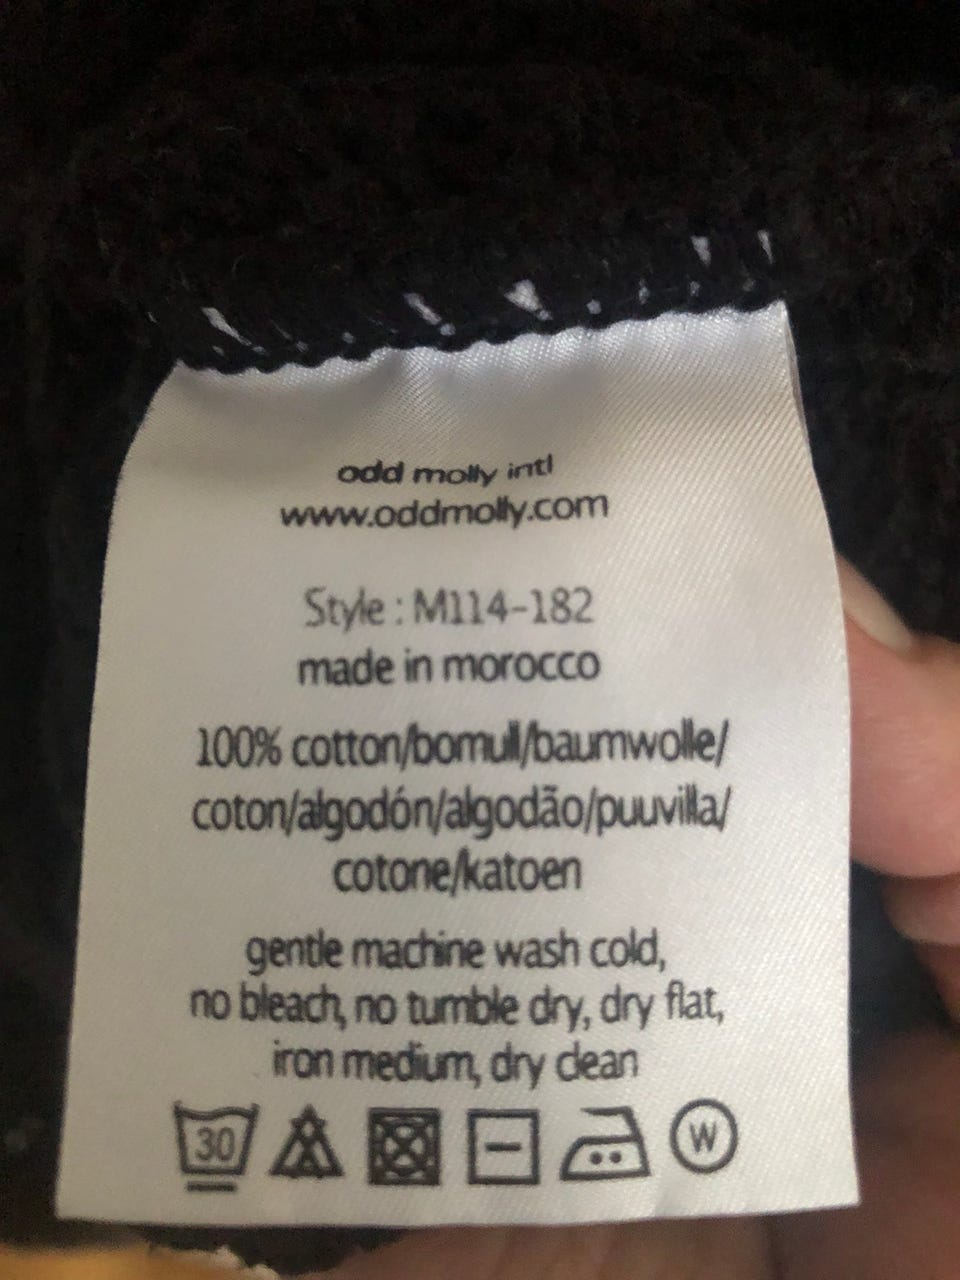 odd molly intl
www.oddmolly.com
Style : M114-182
made in morocco
100% cotton/bomull/baumwolle/
coton/algodón/algodão/puuvilla/
cotone/katoen
gentle machine wash cold,
no bleach, no tumble dry, dry flat,
iron medium, dry clean
30 W